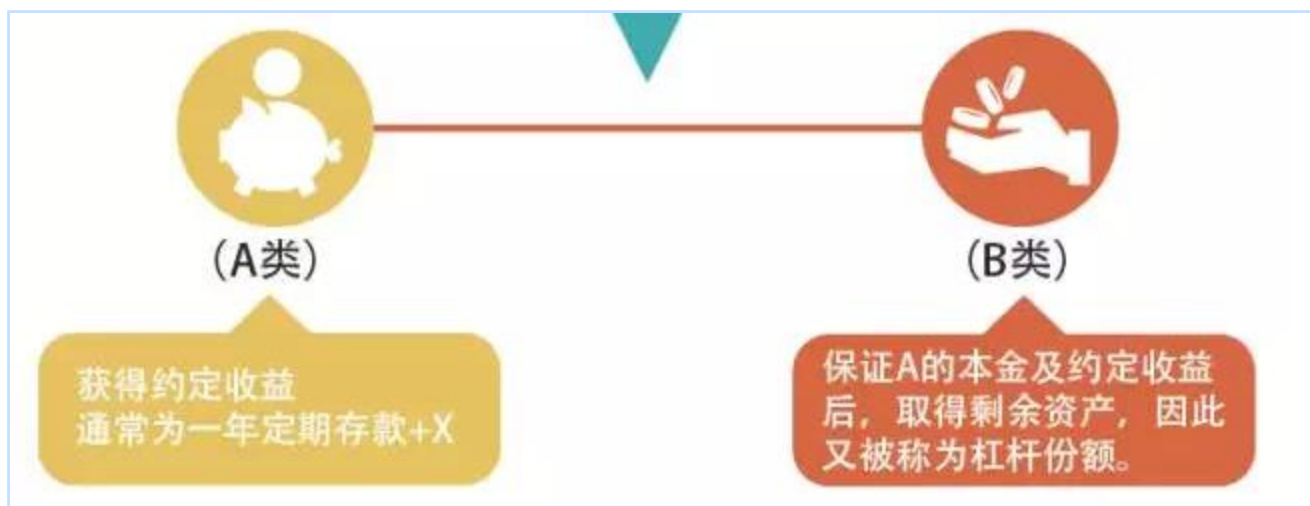 (A类)
(B类)
获得约定收益
通常为一年定期存款+X
保证A的本金及约定收益
后，取得剩余资产，因此
又被称为杠杆份额。